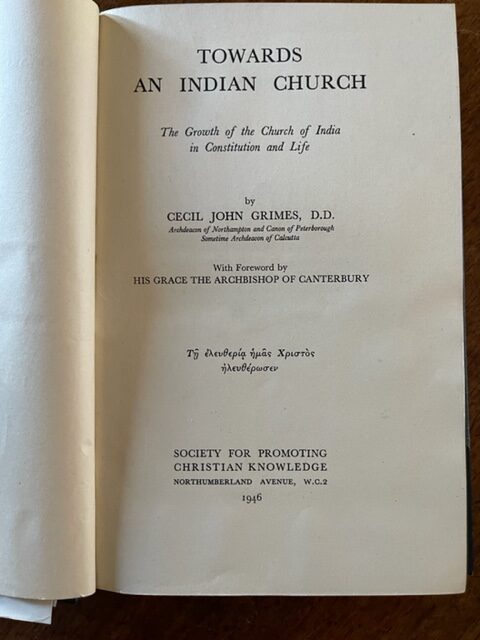 TOWARDS
AN INDIAN CHURCH
The Growth of the Church of India
in Constitution and Life
by
CECIL JOHN GRIMES, D.D.
Archdeacon of Northampton and Canon of Peterborough
Sometime Archdeacon of Calcutta
With Foreword by
HIS GRACE THE ARCHBISHOP OF CANTERBURY
Τῇ ἐλευθερίᾳ ἡμᾶς Χριστὸς
ἠλευθέρωσεν
SOCIETY FOR PROMOTING
CHRISTIAN KNOWLEDGE
NORTHUMBERLAND AVENUE, W.C.2
1946